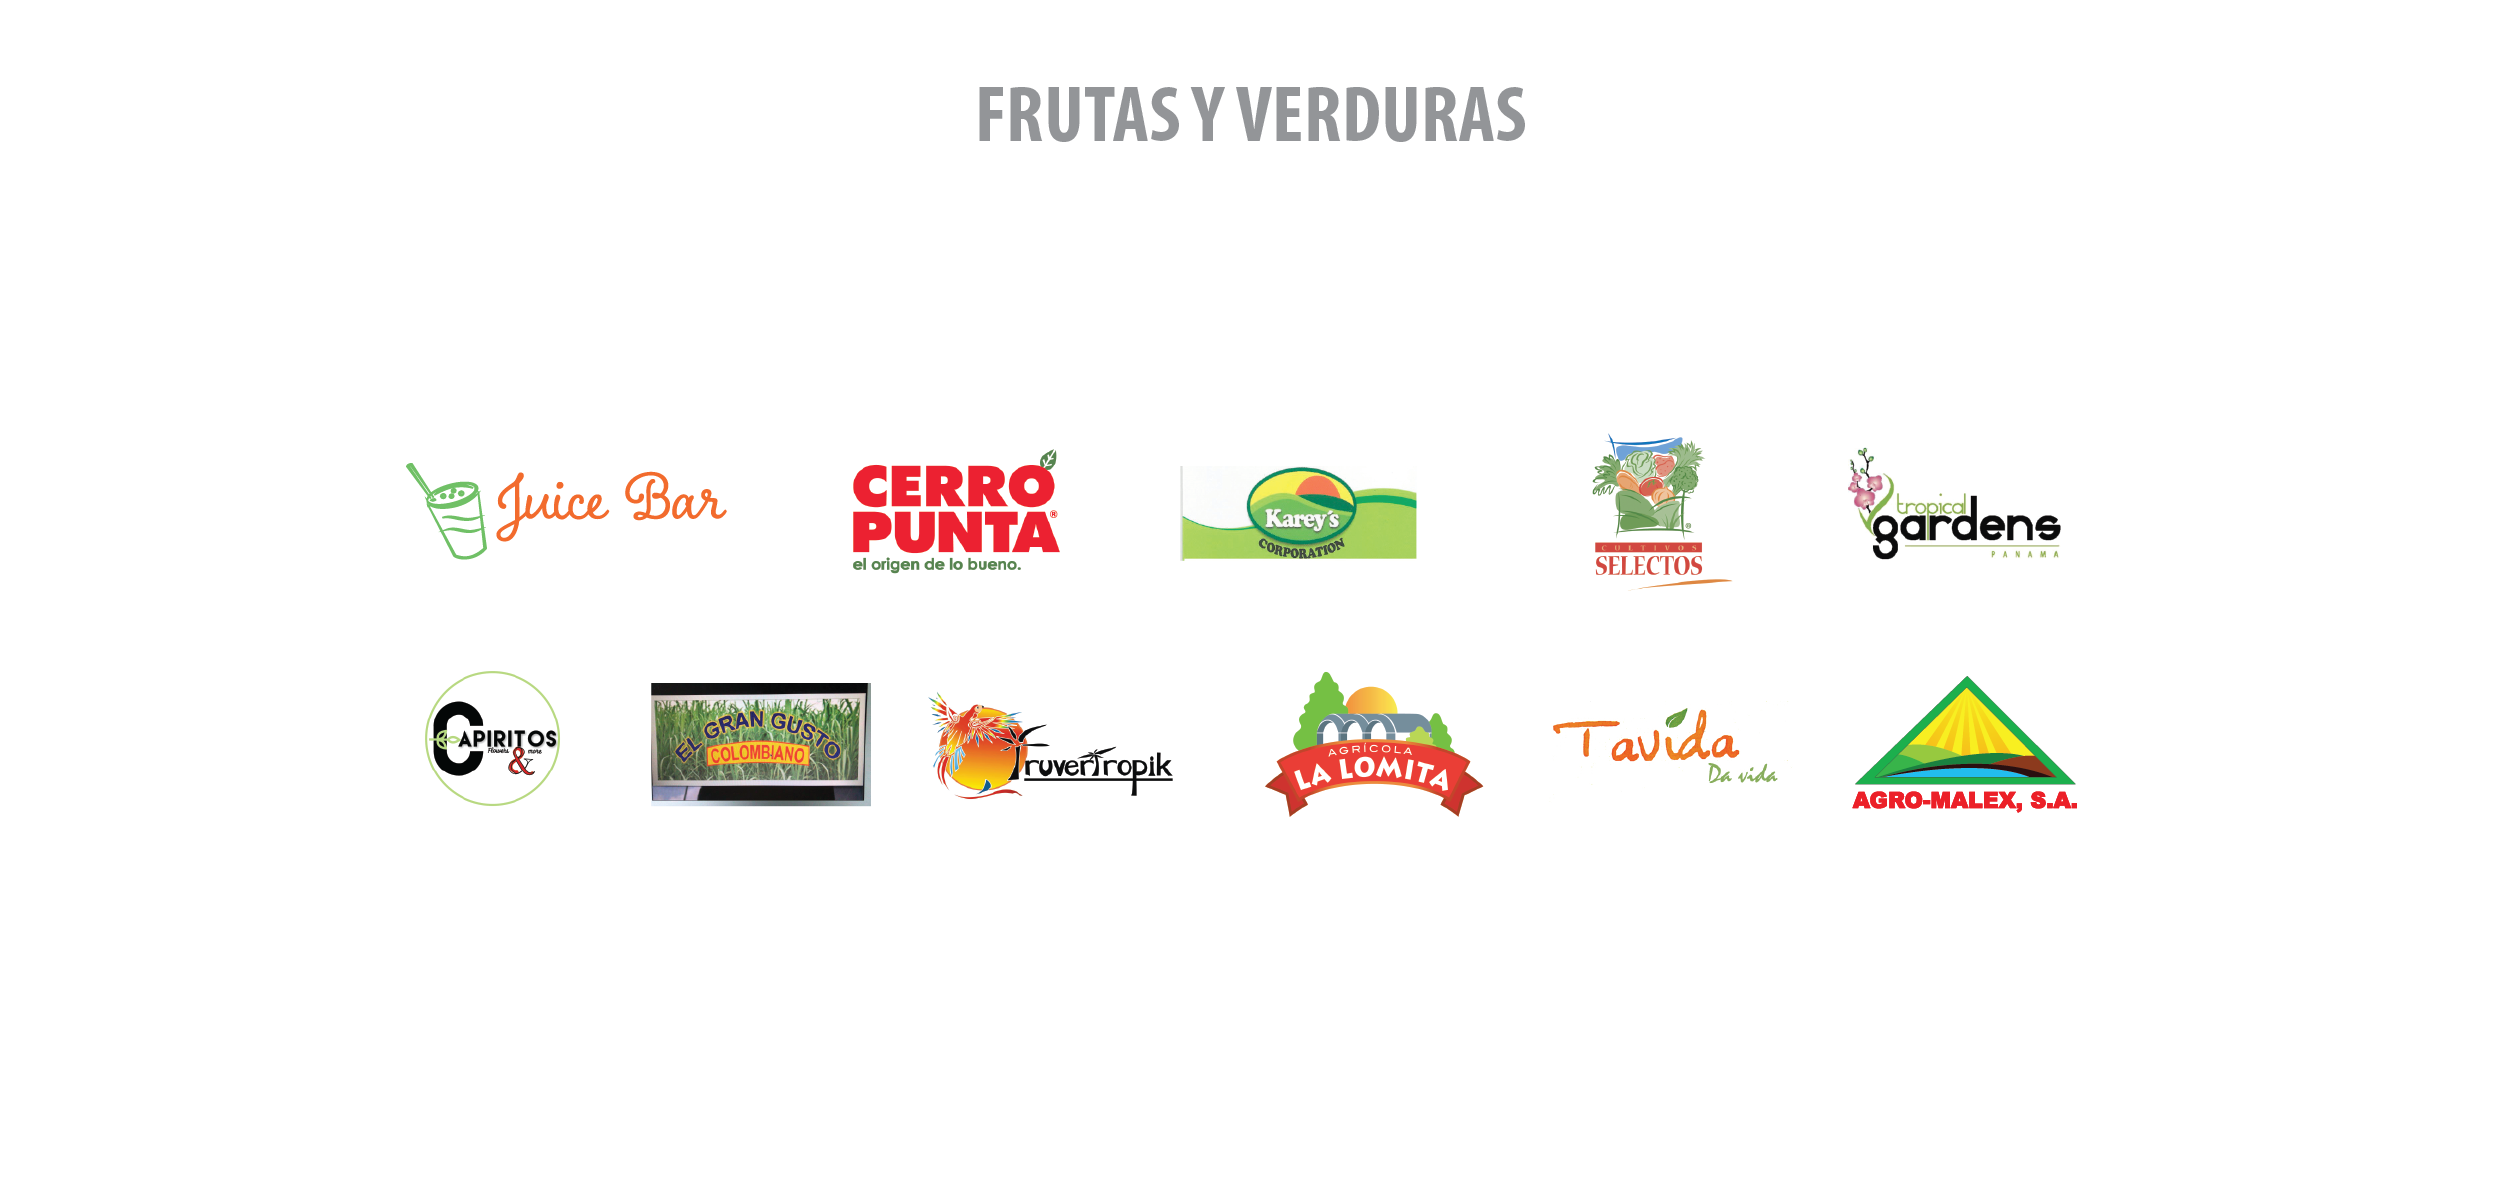 FRUTAS Y VERDURAS
Juice Bar
CERRO
PUNTA®
el origen de lo bueno.
Karey's
CORPORATION
®
CULTIVOS
SELECTOS
tropical
gardens
PANAMA
CAPIRITOS
Flowers & more
EL GRAN GUSTO
COLOMBIANO
FruverTropik
AGRÍCOLA
LA LOMITA
Tavida
Da vida
AGRO-MALEX, S.A.